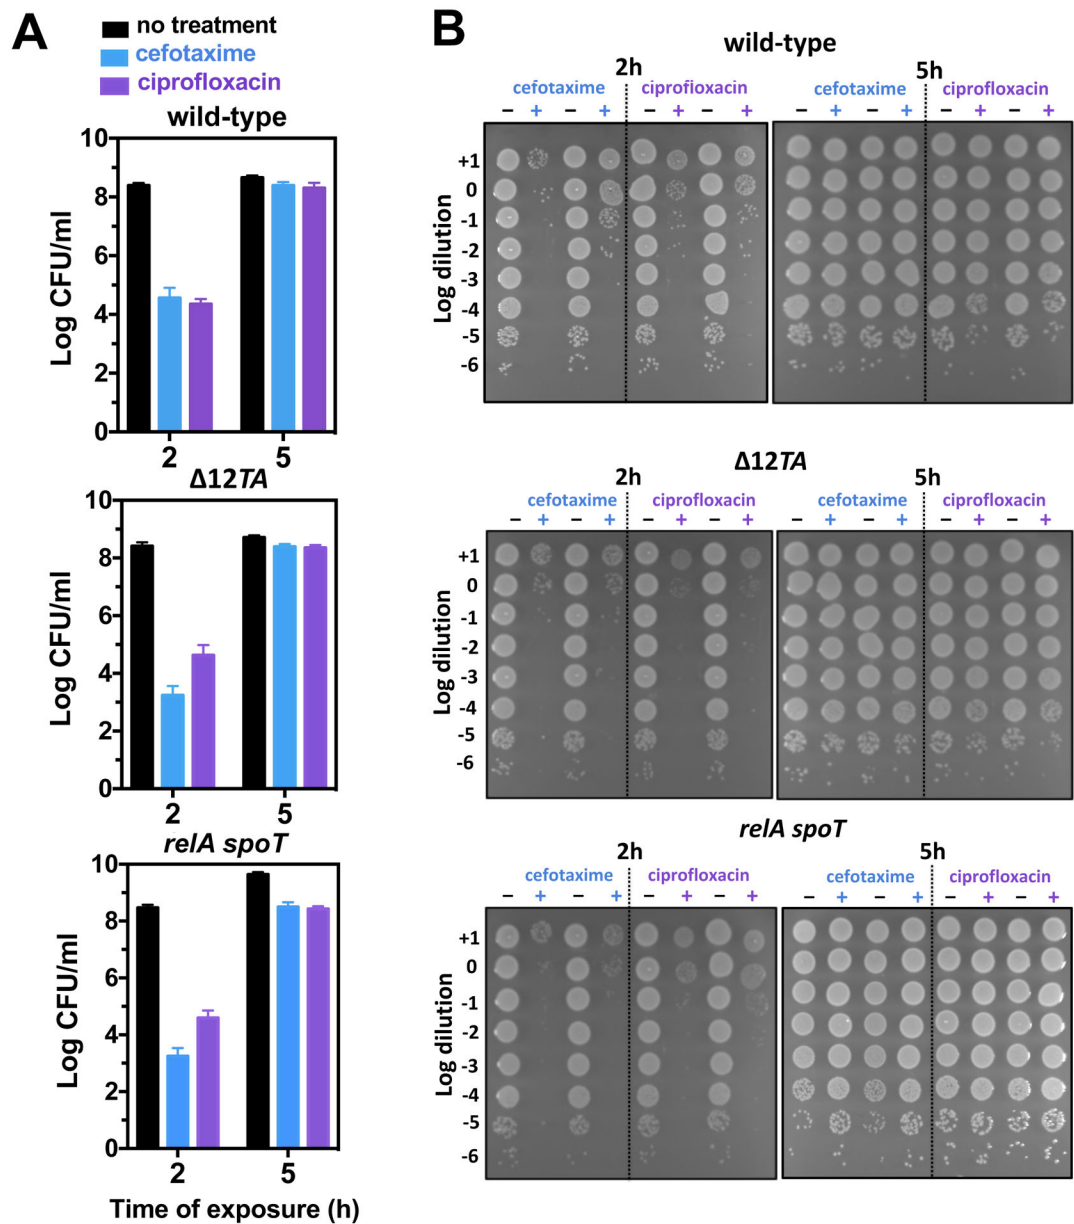 A
no treatment
cefotaxime
ciprofloxacin
wild-type
10
8
6
4
2
0
Log CFU/ml
2 5
Δ12TA
10
8
6
4
2
0
Log CFU/ml
2 5
relA spoT
10
8
6
4
2
0
Log CFU/ml
2 5
Time of exposure (h)
B
wild-type
2h 5h
cefotaxime ciprofloxacin cefotaxime ciprofloxacin
– + – + – + – + – + – + – + – +
Log dilution
+1
0
-1
-2
-3
-4
-5
-6
Δ12TA
2h 5h
cefotaxime ciprofloxacin cefotaxime ciprofloxacin
– + – + – + – + – + – + – + – +
Log dilution
+1
0
-1
-2
-3
-4
-5
-6
relA spoT
2h 5h
cefotaxime ciprofloxacin cefotaxime ciprofloxacin
– + – + – + – + – + – + – + – +
Log dilution
+1
0
-1
-2
-3
-4
-5
-6